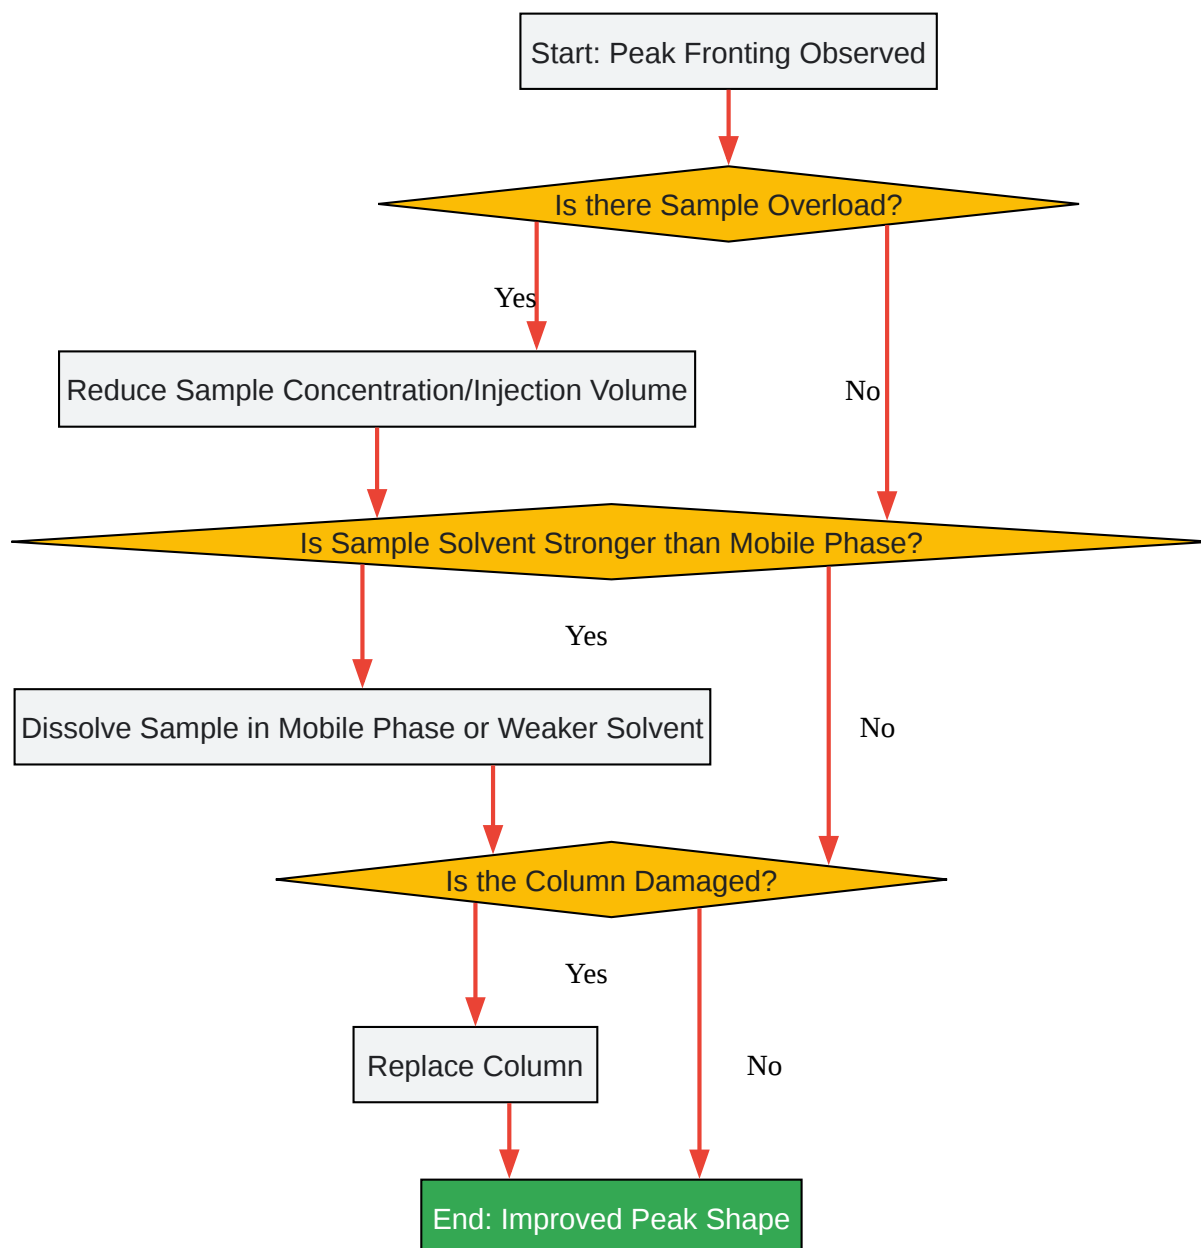 Start: Peak Fronting Observed
Is there Sample Overload?
Yes
Reduce Sample Concentration/Injection Volume
No
Is Sample Solvent Stronger than Mobile Phase?
Yes
Dissolve Sample in Mobile Phase or Weaker Solvent
No
Is the Column Damaged?
Yes
Replace Column
No
End: Improved Peak Shape